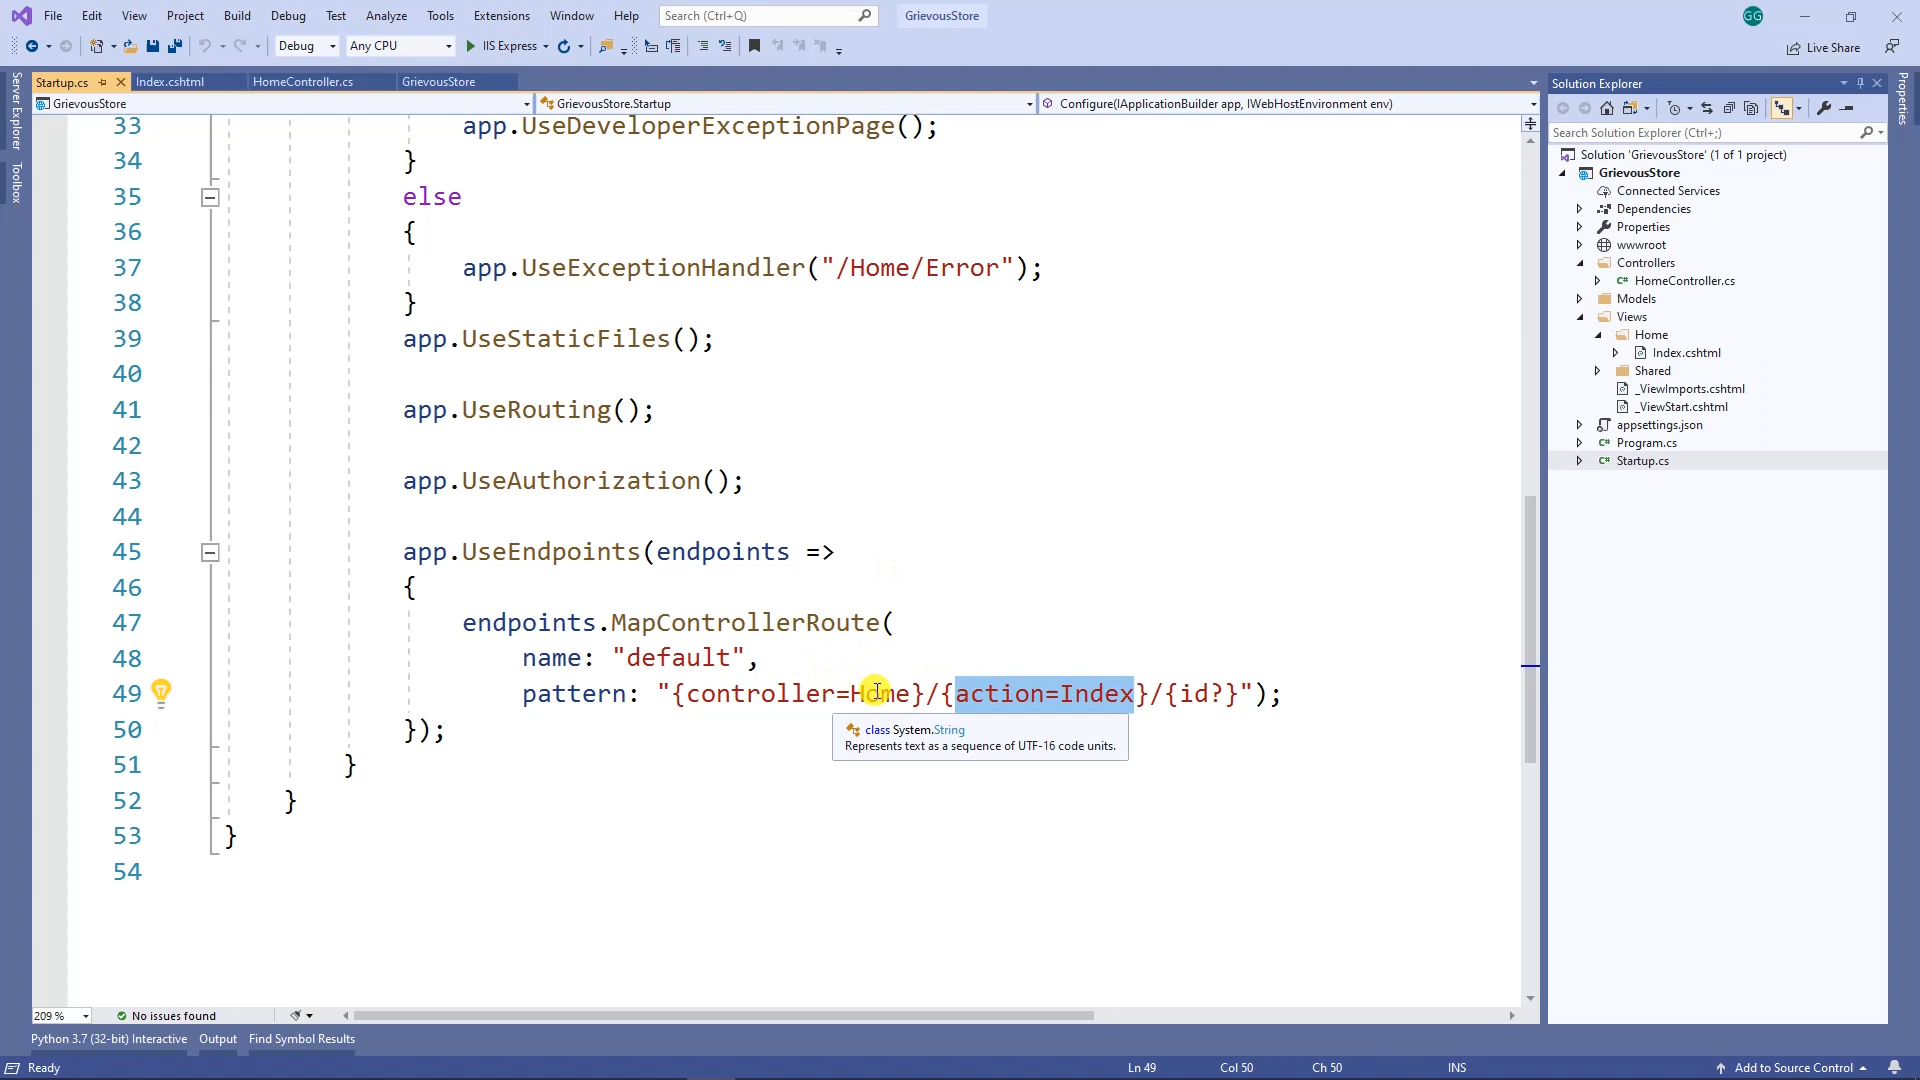 File Edit View Project Build Debug Test Analyze Tools Extensions Window Help Search (Ctrl+Q) GrievousStore GG
Debug Any CPU IIS Express Live Share
Startup.cs Index.cshtml HomeController.cs GrievousStore
GrievousStore GrievousStore.Startup Configure(IApplicationBuilder app, IWebHostEnvironment env)
Server Explorer
Toolbox
33 app.UseDeveloperExceptionPage();
34 }
35 else
36 {
37 app.UseExceptionHandler("/Home/Error");
38 }
39 app.UseStaticFiles();
40
41 app.UseRouting();
42
43 app.UseAuthorization();
44
45 app.UseEndpoints(endpoints =>
46 {
47 endpoints.MapControllerRoute(
48 name: "default",
49 pattern: "{controller=Home}/{action=Index}/{id?}");
50 });
51 }
52 }
53 }
54
class System.String
Represents text as a sequence of UTF-16 code units.
209 % No issues found
Solution Explorer
Search Solution Explorer (Ctrl+;)
Solution 'GrievousStore' (1 of 1 project)
GrievousStore
Connected Services
Dependencies
C# Properties
wwwroot
Controllers
C# HomeController.cs
Models
Views
Home
Index.cshtml
Shared
_ViewImports.cshtml
_ViewStart.cshtml
appsettings.json
C# Program.cs
C# Startup.cs
Properties
Python 3.7 (32-bit) Interactive Output Find Symbol Results
Ready Ln 49 Col 50 Ch 50 INS Add to Source Control